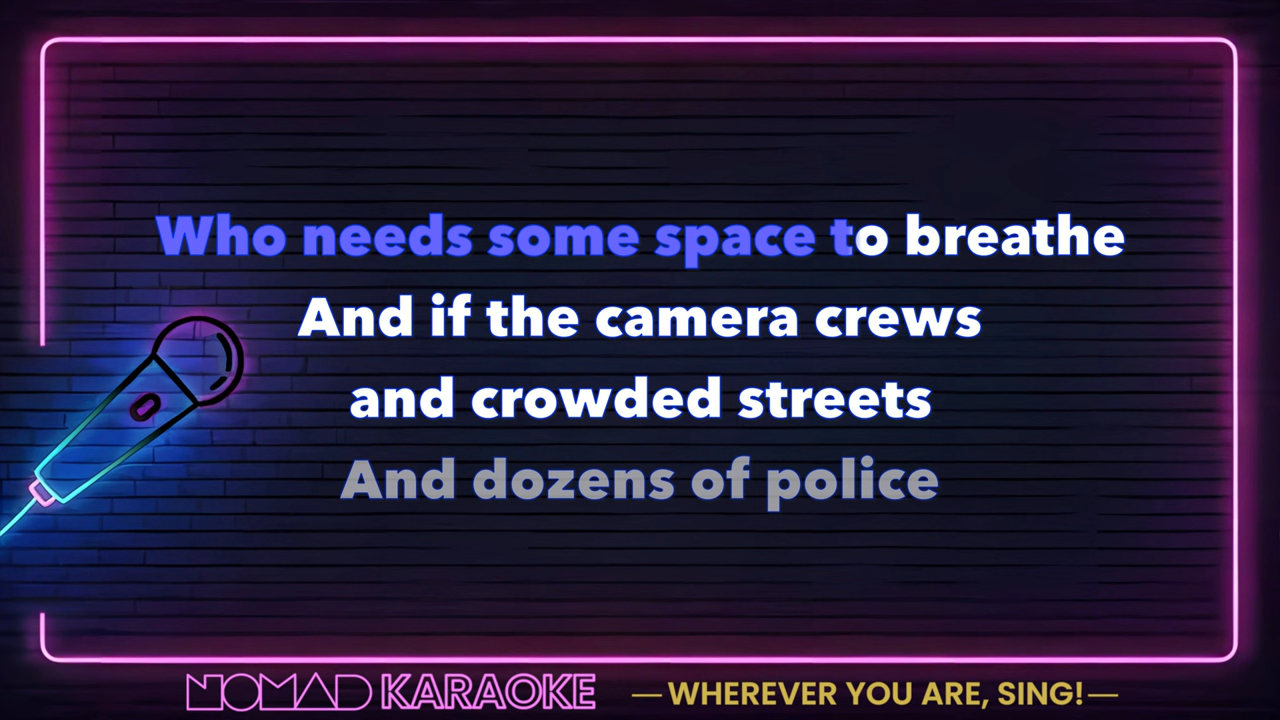 Who needs some space to breathe
And if the camera crews
and crowded streets
And dozens of police
NOMAD KARAOKE —WHEREVER YOU ARE, SING!—